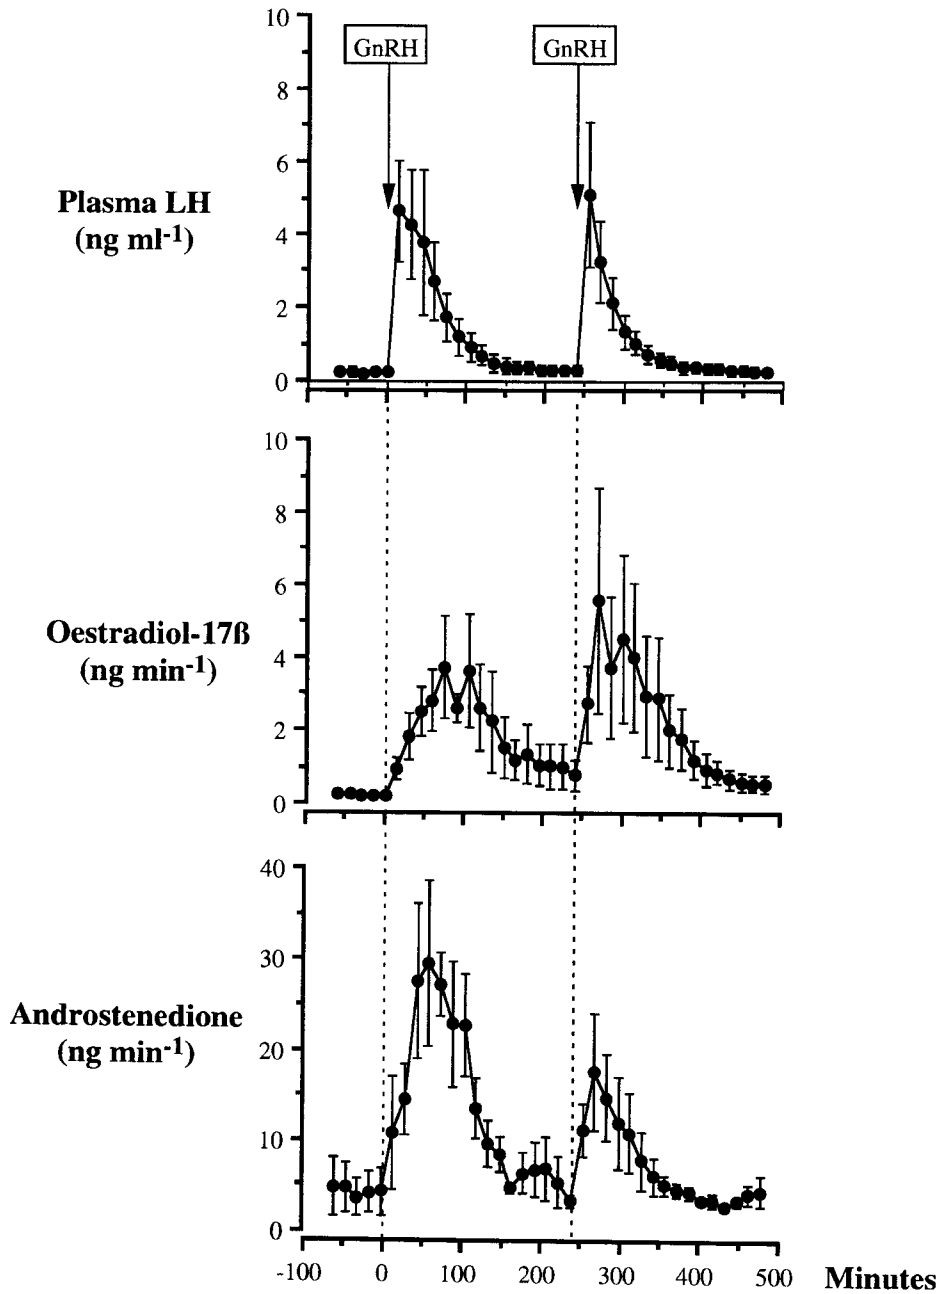 10
GnRH
GnRH
8
6
Plasma LH
(ng ml-1)
4
2
0
10
8
6
Oestradiol-17ß
(ng min-1)
4
2
0
40
30
Androstenedione
(ng min-1)
20
10
0
-100 0 100 200 300 400 500 Minutes